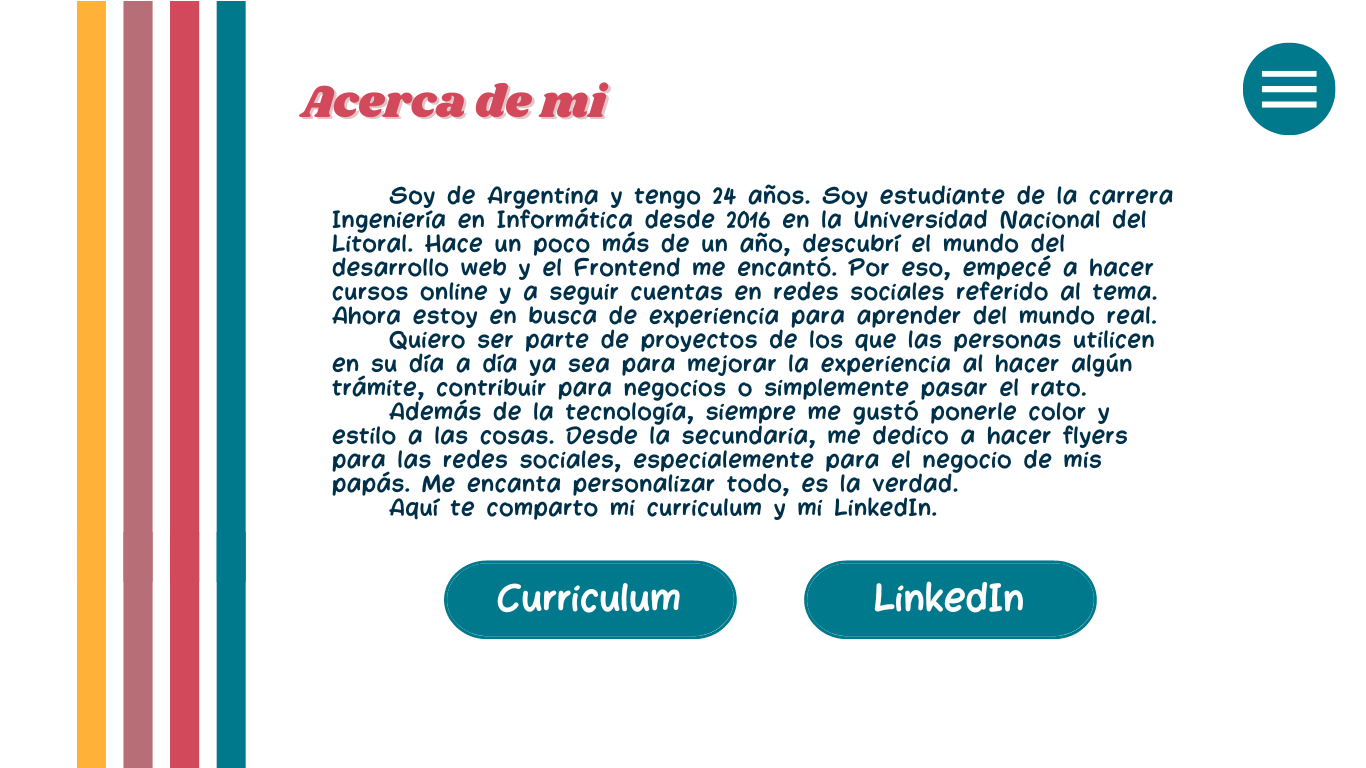 Acerca de mi
Soy de Argentina y tengo 24 años. Soy estudiante de la carrera
Ingeniería en Informática desde 2016 en la Universidad Nacional del
Litoral. Hace un poco más de un año, descubrí el mundo del
desarrollo web y el Frontend me encantó. Por eso, empecé a hacer
cursos online y a seguir cuentas en redes sociales referido al tema.
Ahora estoy en busca de experiencia para aprender del mundo real.
Quiero ser parte de proyectos de los que las personas utilicen
en su día a día ya sea para mejorar la experiencia al hacer algún
trámite, contribuir para negocios o simplemente pasar el rato.
Además de la tecnología, siempre me gustó ponerle color y
estilo a las cosas. Desde la secundaria, me dedico a hacer flyers
para las redes sociales, especialemente para el negocio de mis
papás. Me encanta personalizar todo, es la verdad.
Aquí te comparto mi curriculum y mi LinkedIn.
Curriculum
LinkedIn